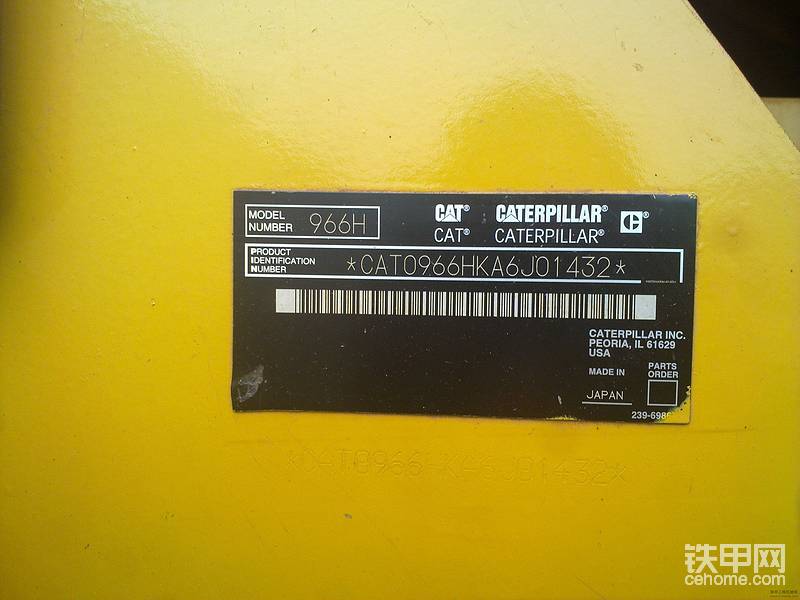 MODEL NUMBER 966H
CAT® CATERPILLAR®
CAT® CATERPILLAR®
PRODUCT IDENTIFICATION NUMBER *CAT0966HKA6J01432*
CATERPILLAR INC.
PEORIA, IL 61629
USA
MADE IN
JAPAN
PARTS ORDER
*CAT0966HKA6J01432*
铁甲网
cehome.com